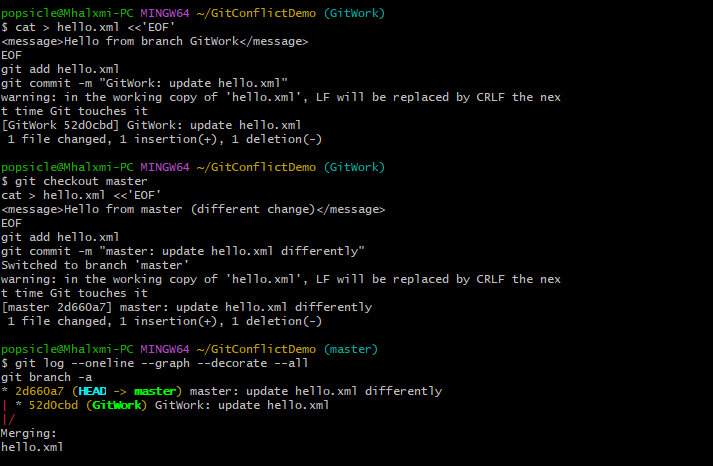 popsicle@Mhalxmi-PC MINGW64 ~/GitConflictDemo (GitWork)
$ cat > hello.xml <<'EOF'
<message>Hello from branch GitWork</message>
EOF
git add hello.xml
git commit -m "GitWork: update hello.xml"
warning: in the working copy of 'hello.xml', LF will be replaced by CRLF the nex
t time Git touches it
[GitWork 52d0cbd] GitWork: update hello.xml
 1 file changed, 1 insertion(+), 1 deletion(-)

popsicle@Mhalxmi-PC MINGW64 ~/GitConflictDemo (GitWork)
$ git checkout master
cat > hello.xml <<'EOF'
<message>Hello from master (different change)</message>
EOF
git add hello.xml
git commit -m "master: update hello.xml differently"
Switched to branch 'master'
warning: in the working copy of 'hello.xml', LF will be replaced by CRLF the nex
t time Git touches it
[master 2d660a7] master: update hello.xml differently
 1 file changed, 1 insertion(+), 1 deletion(-)

popsicle@Mhalxmi-PC MINGW64 ~/GitConflictDemo (master)
$ git log --oneline --graph --decorate --all
git branch -a
* 2d660a7 (HEAD -> master) master: update hello.xml differently
| * 52d0cbd (GitWork) GitWork: update hello.xml
|/
Merging:
hello.xml